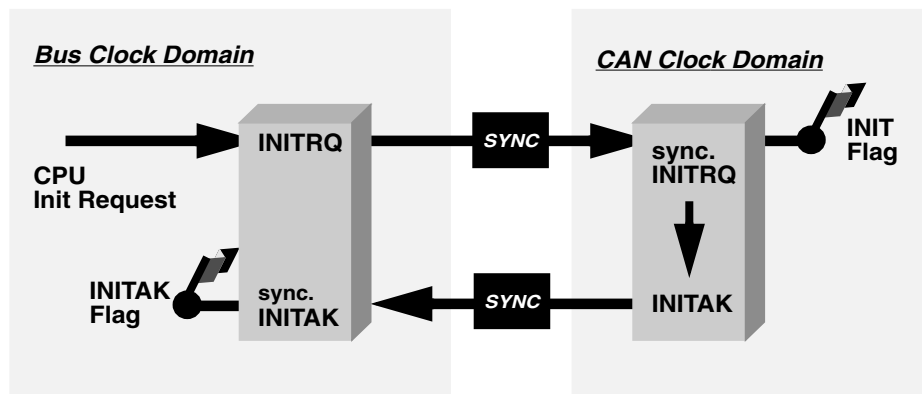 Bus Clock Domain
CAN Clock Domain
CPU
Init Request
INITRQ
SYNC
sync.
INITRQ
INIT
Flag
INITAK
Flag
sync.
INITAK
SYNC
INITAK